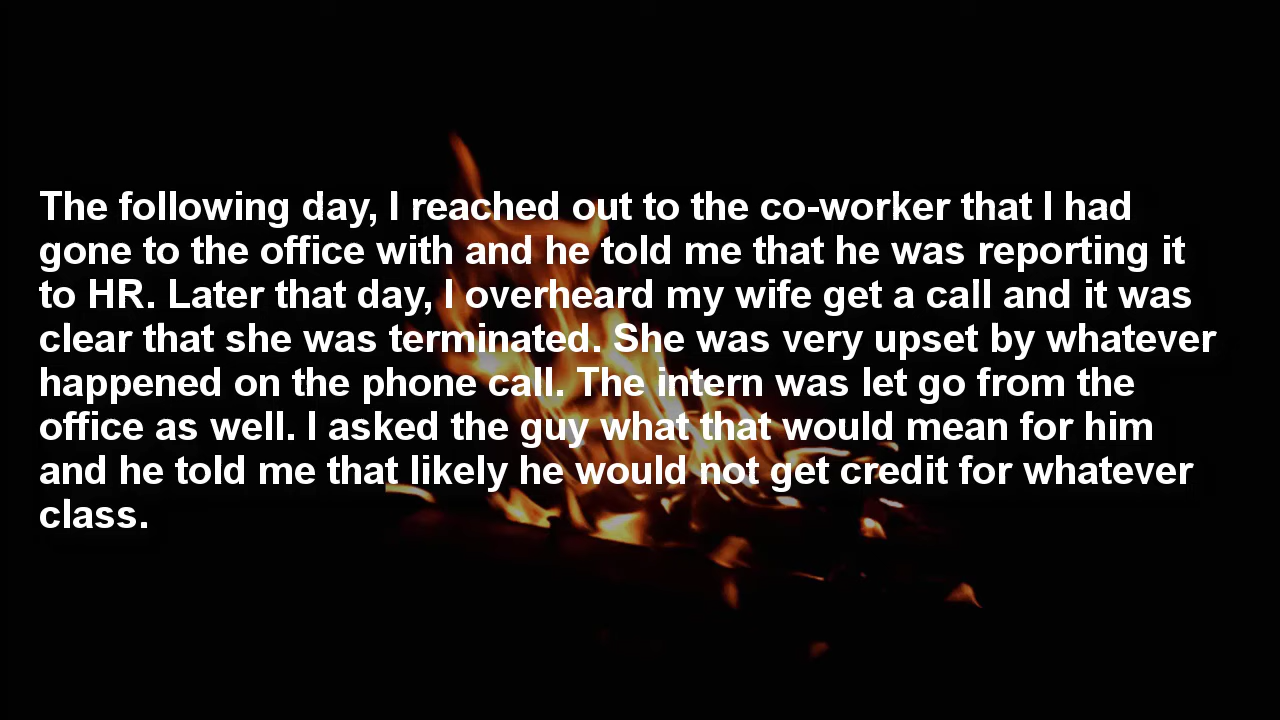 The following day, I reached out to the co-worker that I had
gone to the office with and he told me that he was reporting it
to HR. Later that day, I overheard my wife get a call and it was
clear that she was terminated. She was very upset by whatever
happened on the phone call. The intern was let go from the
office as well. I asked the guy what that would mean for him
and he told me that likely he would not get credit for whatever
class.